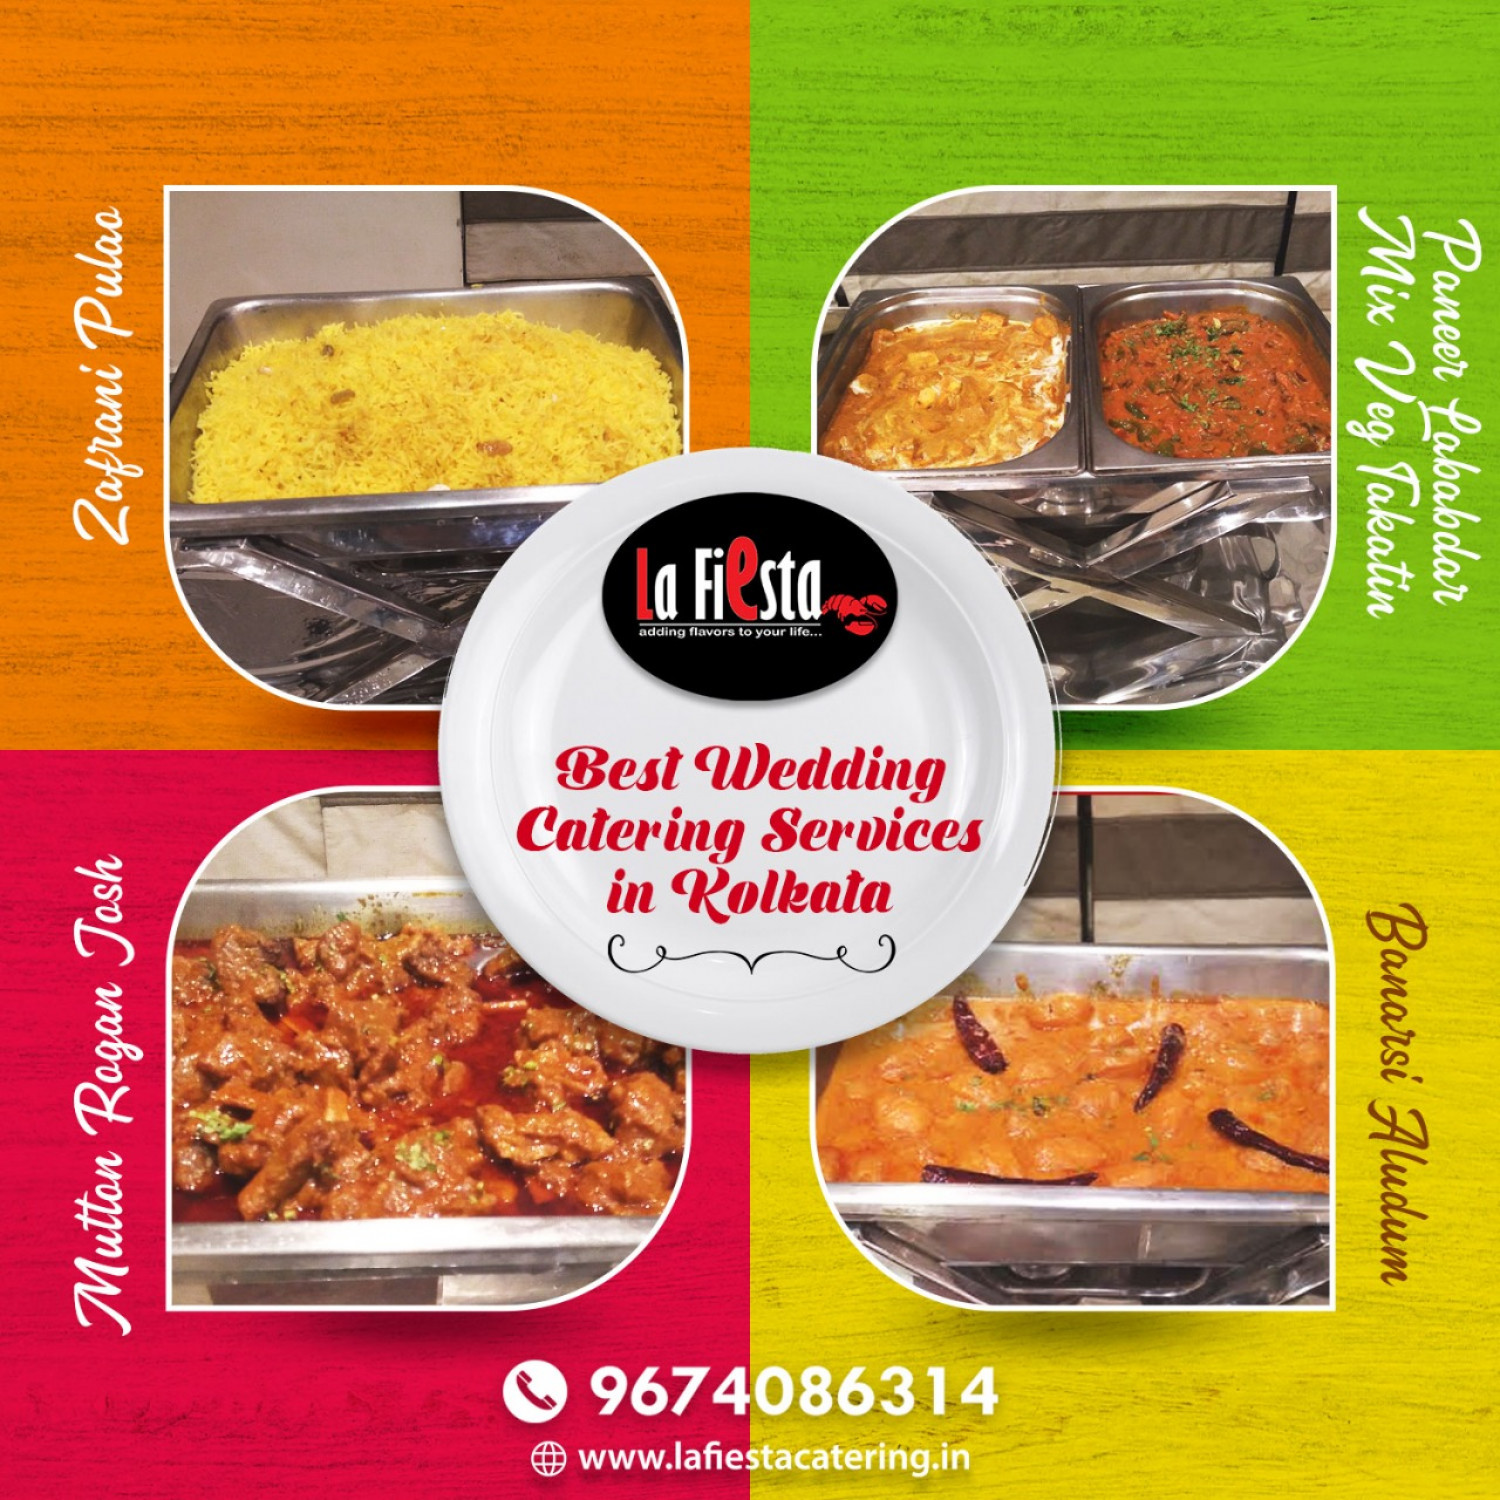 Zafrani Pulao
Paneer Lababdar
Mix Veg Takatin
La Fiesta
adding flavors to your life...
Best Wedding
Catering Services
in Kolkata
Mutton Rogan Josh
Banarsi Aludum
9674086314
www.lafiestacatering.in